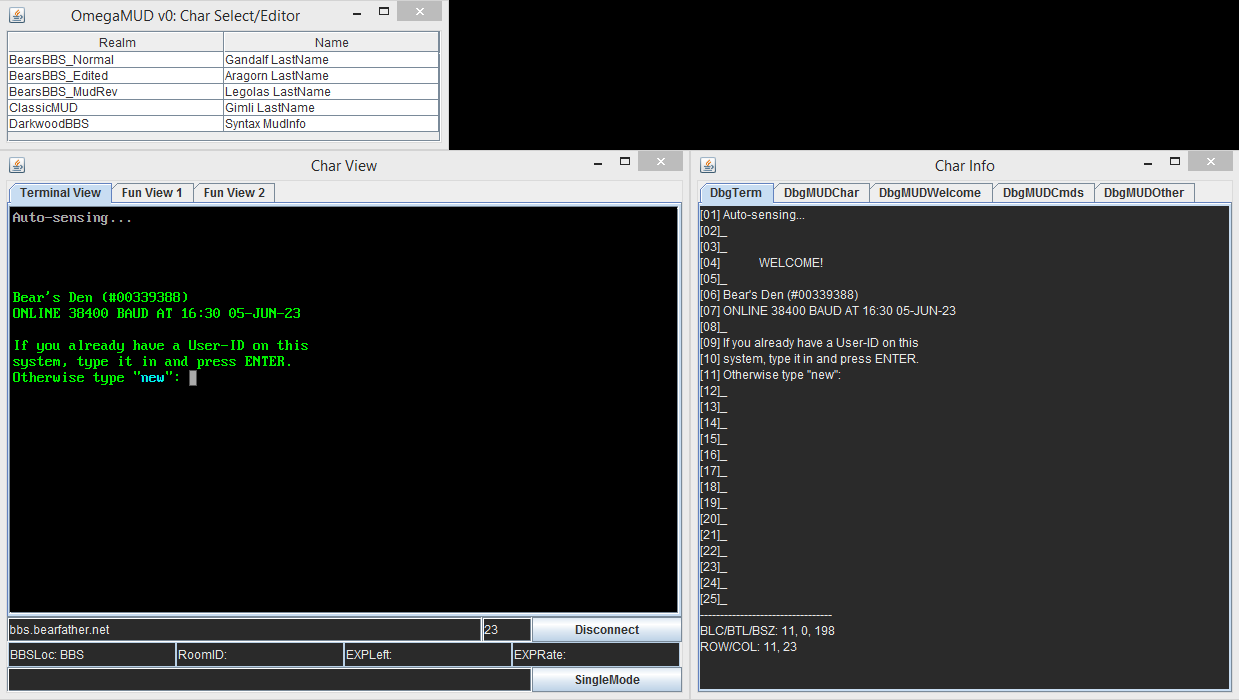 OmegaMUD v0: Char Select/Editor
Realm Name
BearsBBS_Normal Gandalf LastName
BearsBBS_Edited Aragorn LastName
BearsBBS_MudRev Legolas LastName
ClassicMUD Gimli LastName
DarkwoodBBS Syntax MudInfo
Char View
Terminal View Fun View 1 Fun View 2
Auto-sensing...
Bear's Den (#00339388)
ONLINE 38400 BAUD AT 16:30 05-JUN-23
If you already have a User-ID on this
system, type it in and press ENTER.
Otherwise type "new":
bbs.bearfather.net 23 Disconnect
BBSLoc: BBS RoomID: EXPLeft: EXPRate:
SingleMode
Char Info
DbgTerm DbgMUDChar DbgMUDWelcome DbgMUDCmds DbgMUDOther
[01] Auto-sensing...
[02]_
[03]_
[04] WELCOME!
[05]_
[06] Bear's Den (#00339388)
[07] ONLINE 38400 BAUD AT 16:30 05-JUN-23
[08]_
[09] If you already have a User-ID on this
[10] system, type it in and press ENTER.
[11] Otherwise type "new":
[12]_
[13]_
[14]_
[15]_
[16]_
[17]_
[18]_
[19]_
[20]_
[21]_
[22]_
[23]_
[24]_
[25]_
---------------------------------
BLC/BTL/BSZ: 11, 0, 198
ROW/COL: 11, 23